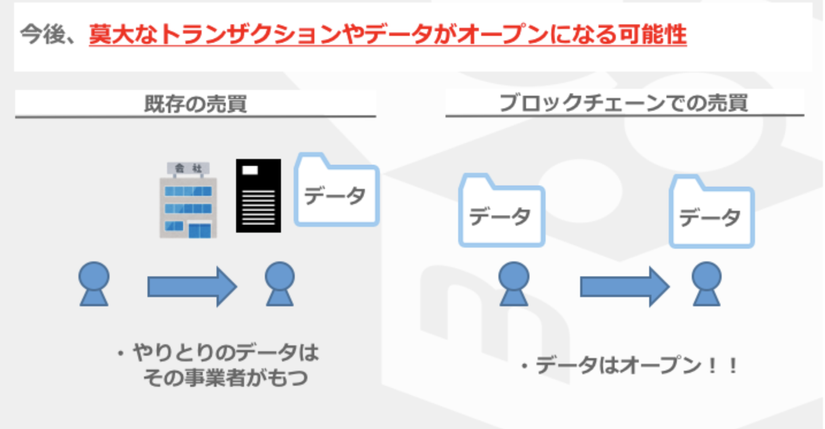 今後、莫大なトランザクションやデータがオープンになる可能性
既存の売買
会社
データ
・やりとりのデータは
その事業者がもつ
ブロックチェーンでの売買
データ
データ
・データはオープン！！